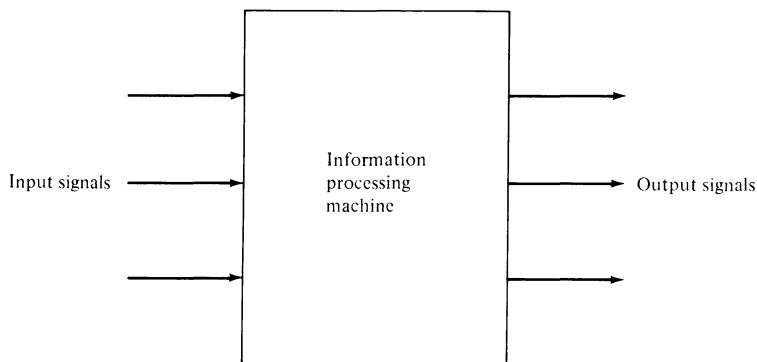 Input signals
Information
processing
machine
Output signals